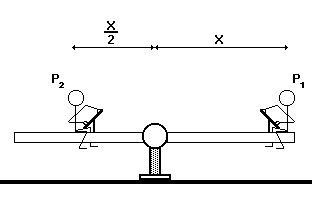 X/2 X
P₂ P₁